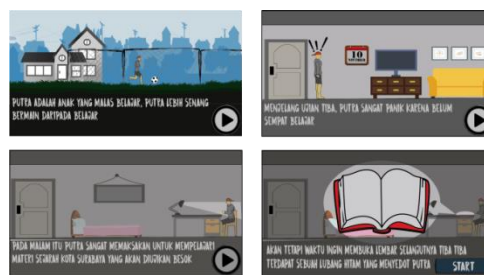 PUTRA ADALAH ANAK YANG MALAS BELAJAR, PUTRA LEBIH SENANG
BERMAIN DARIPADA BELAJAR
10
MENJELANG UJIAN TIBA, PUTRA SANGAT PANIK KARENA BELUM
SEMPAT BELAJAR
PADA MALAM ITU PUTRA SANGAT MEMAKSAKAN UNTUK MEMPELAJARI
MATERI SEJARAH KOTA SURABAYA YANG AKAN DIUJIKAN BESOK
AKAN TETAPI WAKTU INGIN MEMBUKA LEMBAR SELANJUTNYA TIBA TIBA
TERDAPAT SEBUAH LUBANG HITAM YANG MENYEDOT PUTRA
START